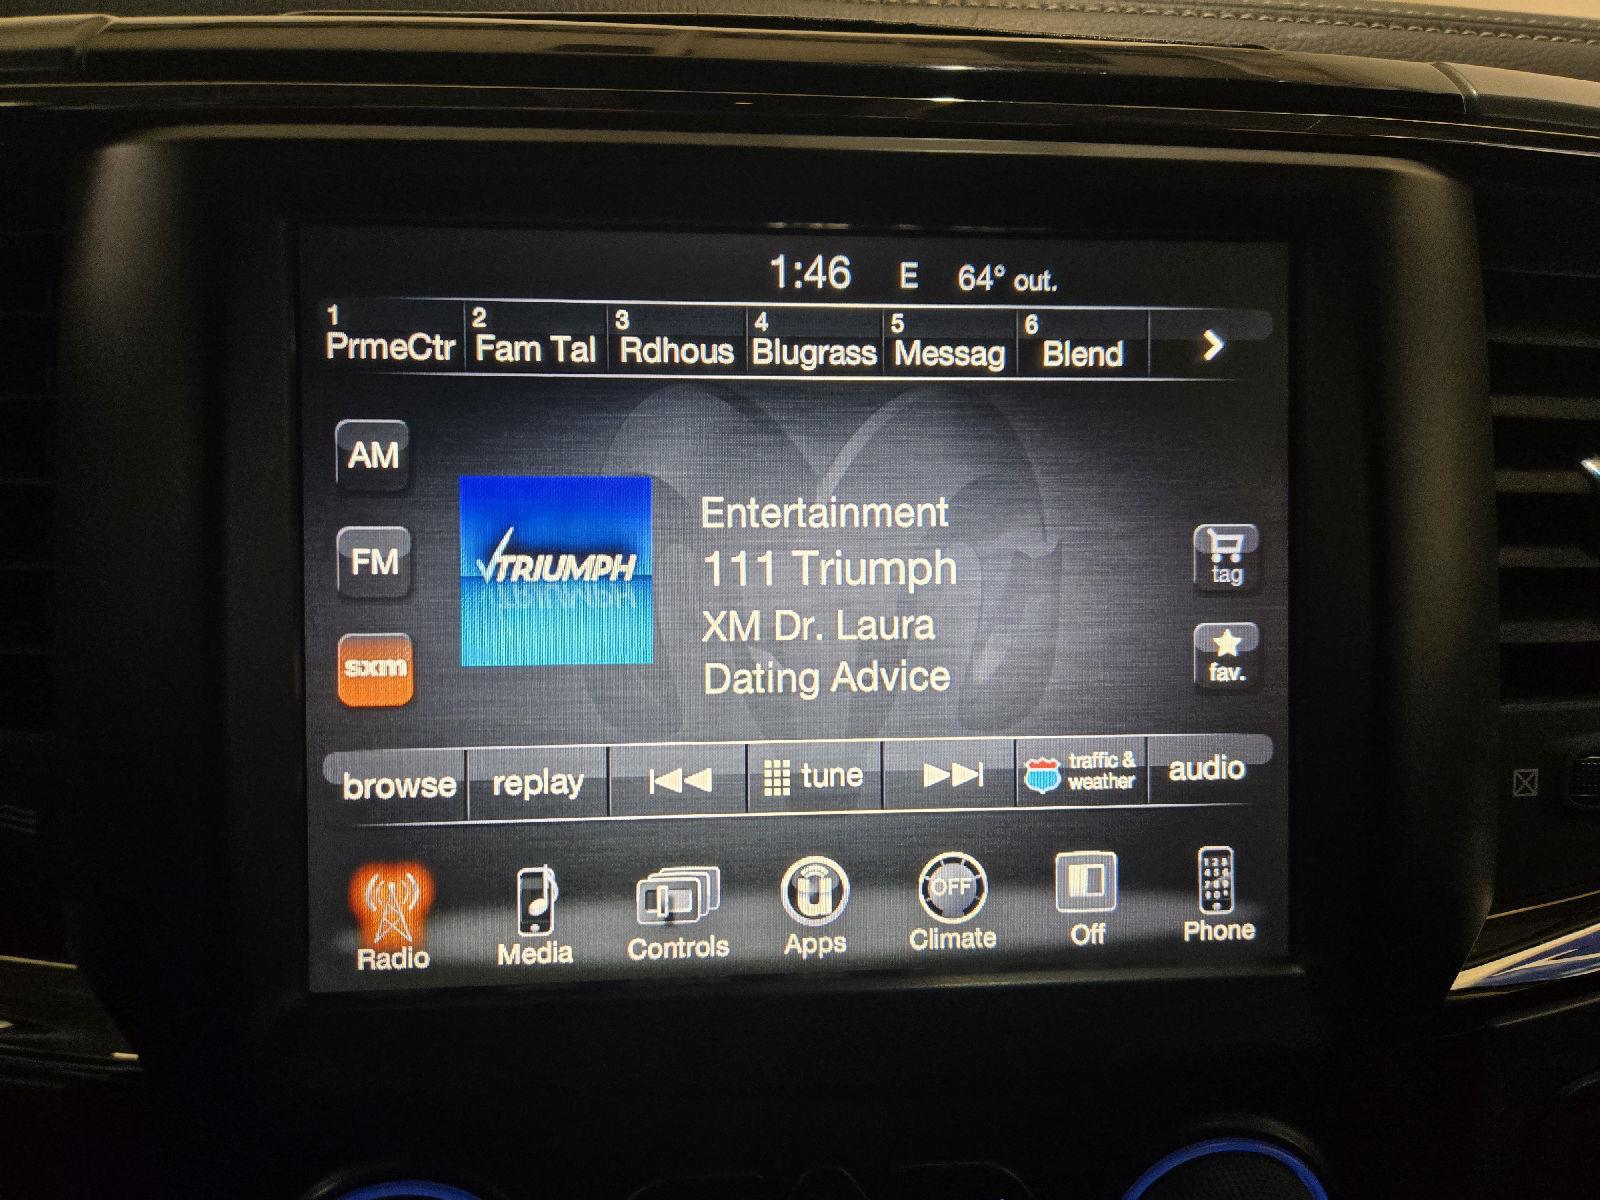 1:46 E 64° out.
1 2 3 4 5 6
PrmeCtr Fam Tal Rdhous Blugrass Messag Blend
AM
FM
sxm
TRIUMPH
Entertainment
111 Triumph
XM Dr. Laura
Dating Advice
tag
fav.
browse replay tune traffic & weather audio
Radio Media Controls Apps OFF Climate Off Phone